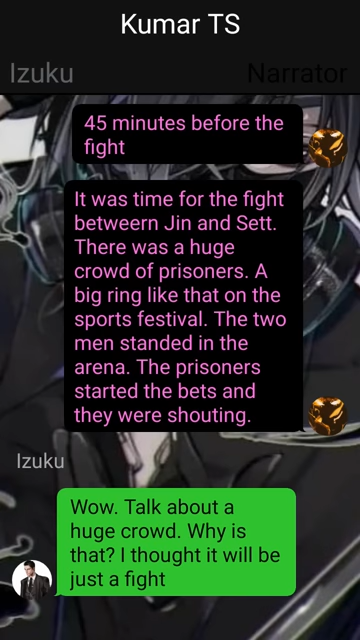 Kumar TS
Izuku
Narrator
45 minutes before the
fight
It was time for the fight
betweern Jin and Sett.
There was a huge
crowd of prisoners. A
big ring like that on the
sports festival. The two
men standed in the
arena. The prisoners
started the bets and
they were shouting.
Izuku
Wow. Talk about a
huge crowd. Why is
that? I thought it will be
just a fight